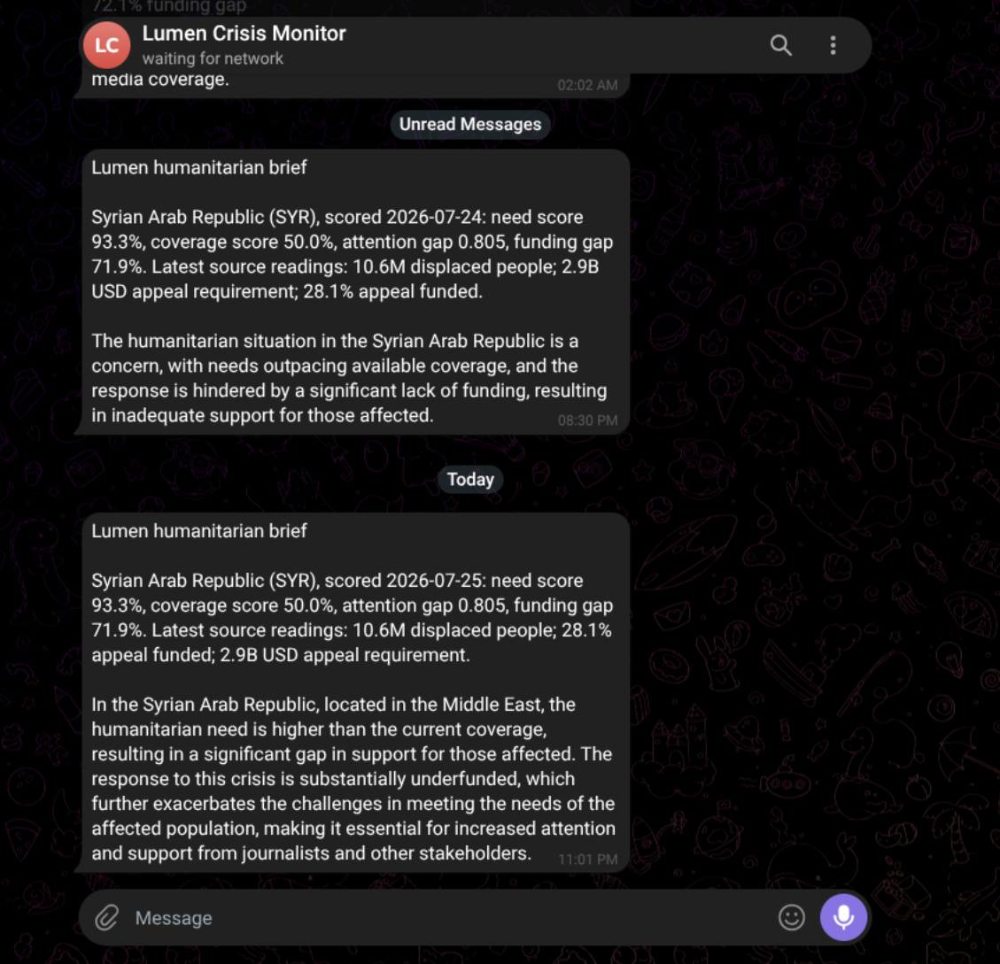 72.1% funding gap
LC
Lumen Crisis Monitor
waiting for network
media coverage.
02:02 AM
Unread Messages
Lumen humanitarian brief
Syrian Arab Republic (SYR), scored 2026-07-24: need score
93.3%, coverage score 50.0%, attention gap 0.805, funding gap
71.9%. Latest source readings: 10.6M displaced people; 2.9B
USD appeal requirement; 28.1% appeal funded.
The humanitarian situation in the Syrian Arab Republic is a
concern, with needs outpacing available coverage, and the
response is hindered by a significant lack of funding, resulting
in inadequate support for those affected.
08:30 PM
Today
Lumen humanitarian brief
Syrian Arab Republic (SYR), scored 2026-07-25: need score
93.3%, coverage score 50.0%, attention gap 0.805, funding gap
71.9%. Latest source readings: 10.6M displaced people; 28.1%
appeal funded; 2.9B USD appeal requirement.
In the Syrian Arab Republic, located in the Middle East, the
humanitarian need is higher than the current coverage,
resulting in a significant gap in support for those affected. The
response to this crisis is substantially underfunded, which
further exacerbates the challenges in meeting the needs of the
affected population, making it essential for increased attention
and support from journalists and other stakeholders.
11:01 PM
Message